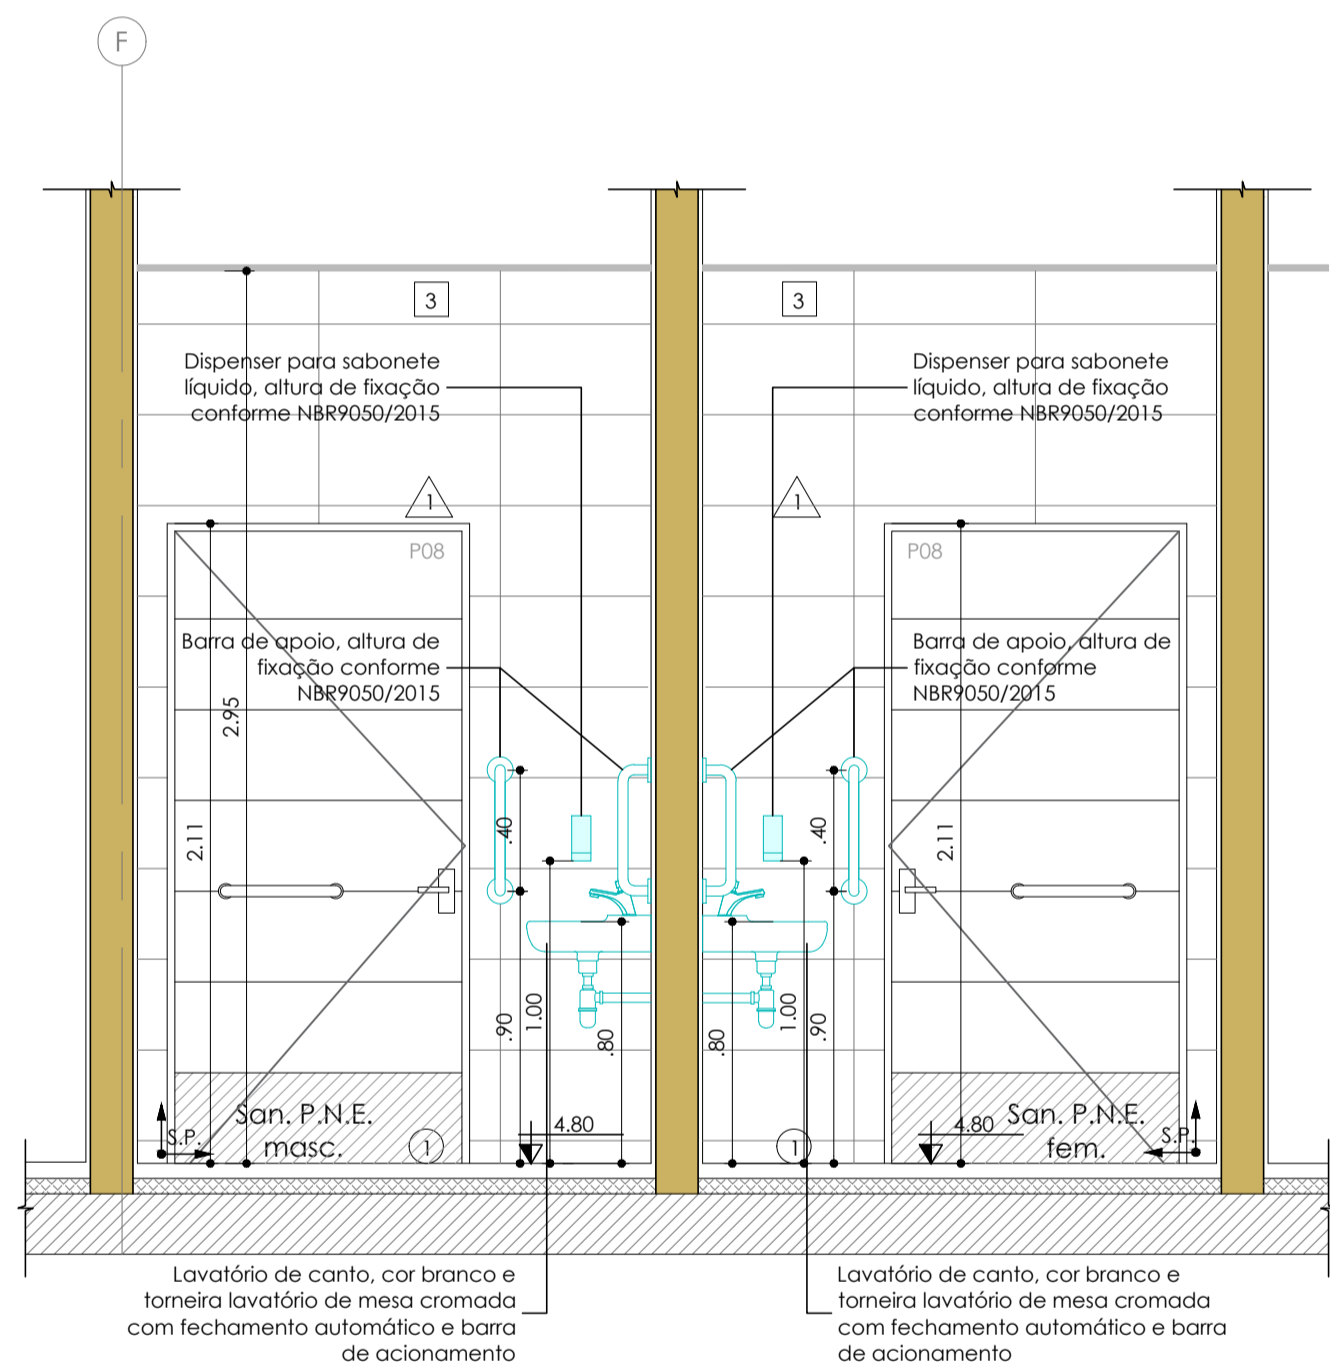 F
3
3
Dispenser para sabonete
líquido, altura de fixação
conforme NBR9050/2015
Dispenser para sabonete
líquido, altura de fixação
conforme NBR9050/2015
1
1
P08
P08
Barra de apoio, altura de
fixação conforme
NBR9050/2015
Barra de apoio, altura de
fixação conforme
NBR9050/2015
2.95
2.11
.40
.40
2.11
.90
1.00
.80
.80
1.00
.90
San. P.N.E.
masc.
S.P.
1
4.80
1
4.80
San. P.N.E.
fem.
S.P.
Lavatório de canto, cor branco e
torneira lavatório de mesa cromada
com fechamento automático e barra
de acionamento
Lavatório de canto, cor branco e
torneira lavatório de mesa cromada
com fechamento automático e barra
de acionamento